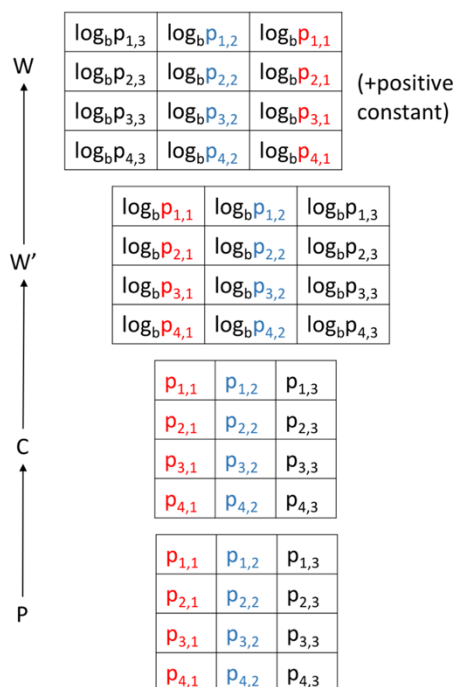 log_b p_1,3 log_b p_1,2 log_b p_1,1
W log_b p_2,3 log_b p_2,2 log_b p_2,1 (+positive
log_b p_3,3 log_b p_3,2 log_b p_3,1 constant)
log_b p_4,3 log_b p_4,2 log_b p_4,1
log_b p_1,1 log_b p_1,2 log_b p_1,3
W' log_b p_2,1 log_b p_2,2 log_b p_2,3
log_b p_3,1 log_b p_3,2 log_b p_3,3
log_b p_4,1 log_b p_4,2 log_b p_4,3
p_1,1 p_1,2 p_1,3
p_2,1 p_2,2 p_2,3
C p_3,1 p_3,2 p_3,3
p_4,1 p_4,2 p_4,3
p_1,1 p_1,2 p_1,3
P p_2,1 p_2,2 p_2,3
p_3,1 p_3,2 p_3,3
p_4,1 p_4,2 p_4,3